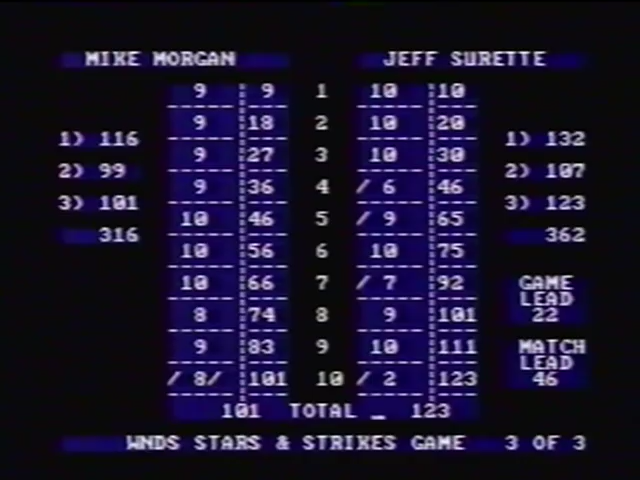 MIKE MORGAN JEFF SURETTE
9 9 1 10 10
9 18 2 10 20
1) 116 1) 132
9 27 3 10 30
2) 99 2) 107
9 36 4 / 6 46
3) 101 3) 123
10 46 5 / 9 65
316 362
10 56 6 10 75
10 66 7 / 7 92 GAME
LEAD
8 74 8 9 101 22
9 83 9 10 111 MATCH
LEAD
/ 8/ 101 10 / 2 123 46
101 TOTAL _ 123
WNDS STARS & STRIKES GAME 3 OF 3